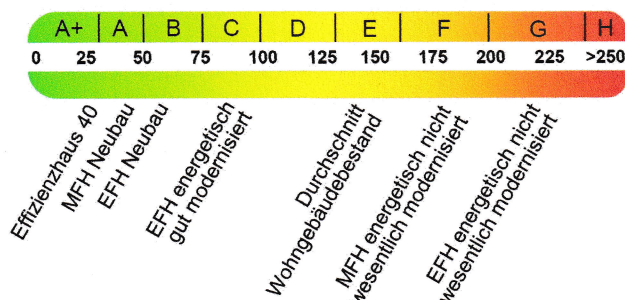 A+ A B C D E F G H
0 25 50 75 100 125 150 175 200 225 >250
Effizienzhaus 40
MFH Neubau
EFH Neubau
EFH energetisch
gut modernisiert
Durchschnitt
Wohngebäudebestand
MFH energetisch nicht
wesentlich modernisiert
EFH energetisch nicht
wesentlich modernisiert